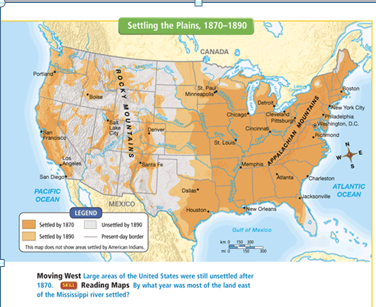 Settling the Plains, 1870–1890
CANADA
Portland
ROCKY MOUNTAINS
Boise
St. Paul
Minneapolis
Boston
Detroit
New York City
Chicago
Cleveland
Philadelphia
Pittsburgh
Washington, D.C.
Salt
Lake
City
Denver
Cincinnati
Richmond
San
Francisco
St. Louis
APPALACHIAN MOUNTAINS
N
W
E
S
Los
Angeles
Santa Fe
Memphis
San Diego
Atlanta
Charleston
Dallas
PACIFIC
OCEAN
ATLANTIC
OCEAN
Jacksonville
MEXICO
Houston
New Orleans
LEGEND
Gulf of Mexico
Settled by 1870
Unsettled by 1890
Settled by 1890
Present-day border
This map does not show areas settled by American Indians.
Moving West Large areas of the United States were still unsettled after
1870. SKILL Reading Maps By what year was most of the land east
of the Mississippi river settled?